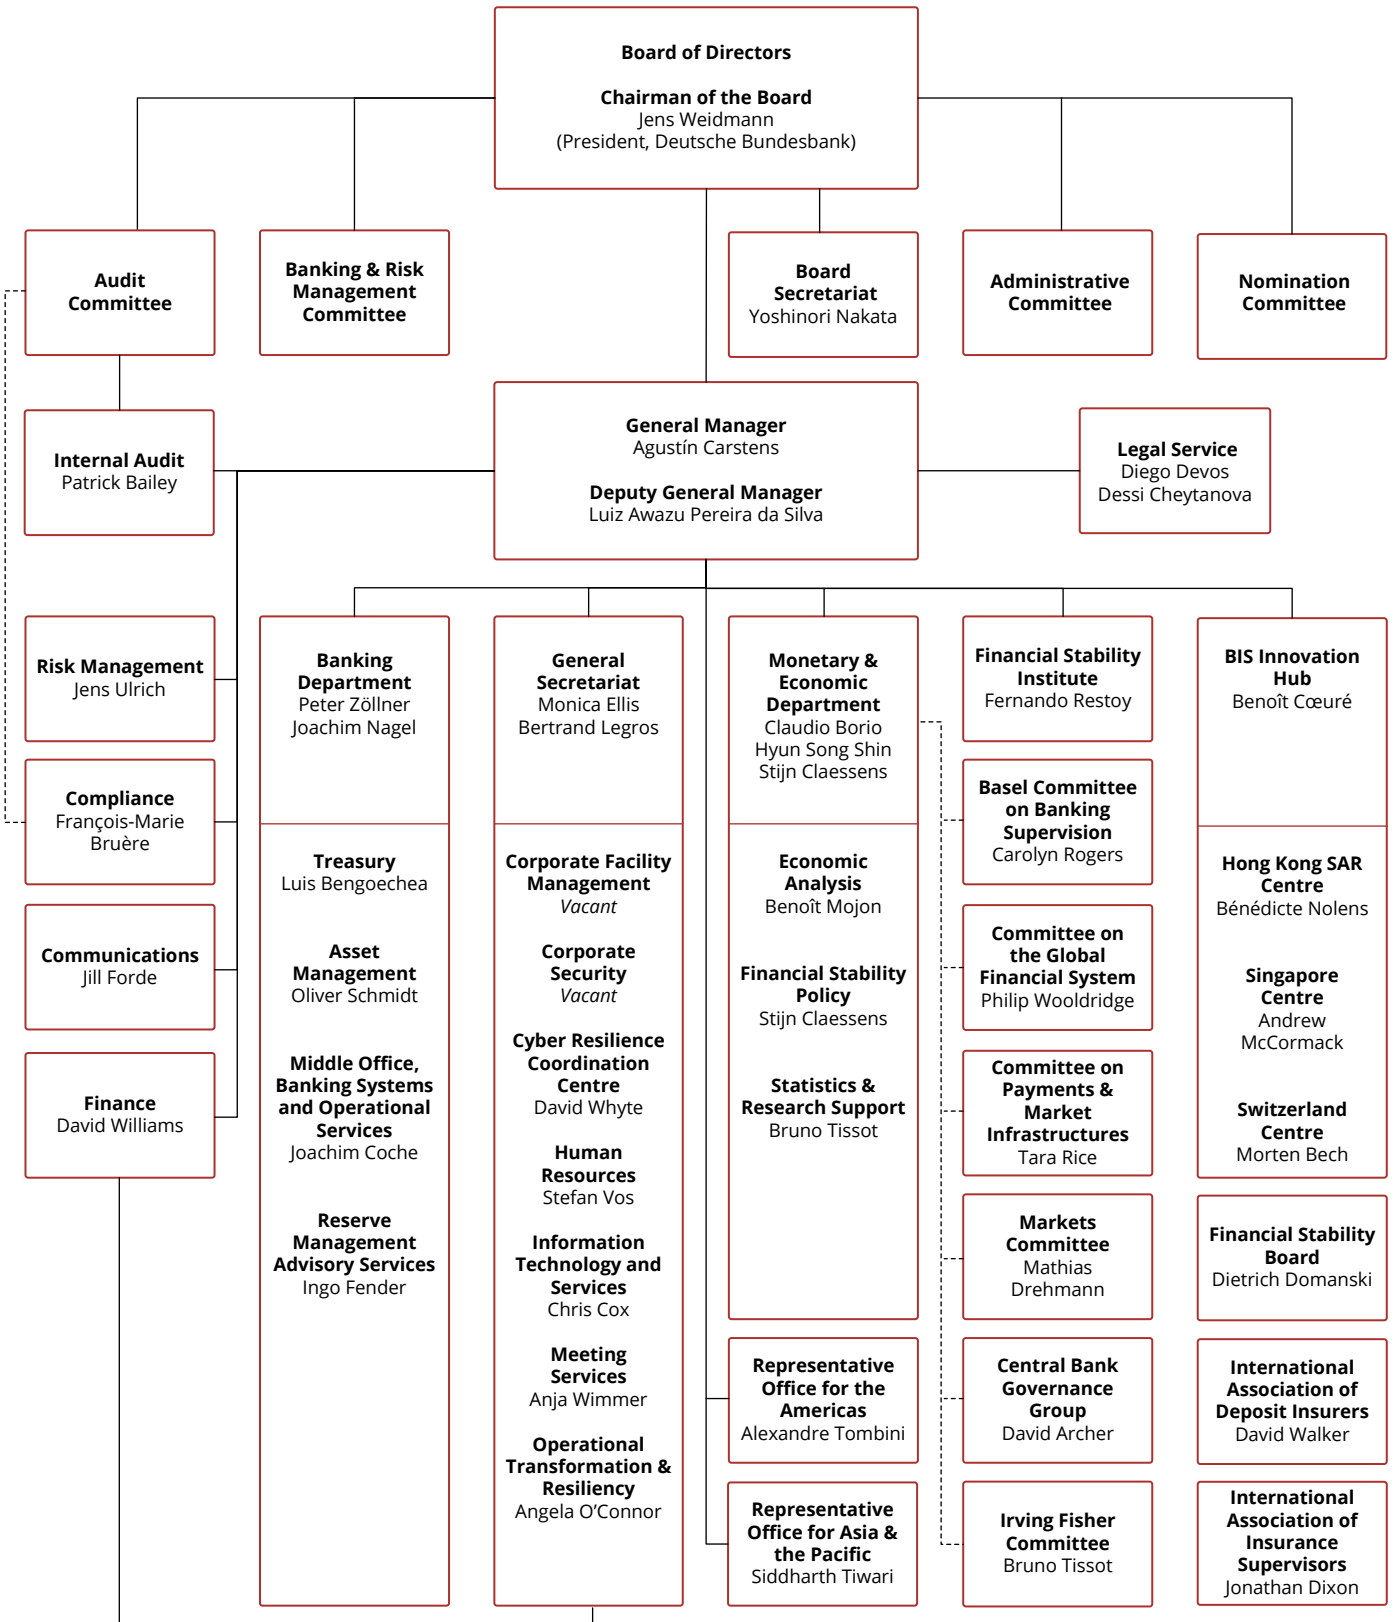 Board of Directors
Chairman of the Board
Jens Weidmann
(President, Deutsche Bundesbank)
Audit
Committee
Banking & Risk
Management
Committee
Board
Secretariat
Yoshinori Nakata
Administrative
Committee
Nomination
Committee
Internal Audit
Patrick Bailey
General Manager
Agustín Carstens
Deputy General Manager
Luiz Awazu Pereira da Silva
Legal Service
Diego Devos
Dessi Cheytanova
Risk Management
Jens Ulrich
Compliance
François-Marie
Bruère
Communications
Jill Forde
Finance
David Williams
Banking
Department
Peter Zöllner
Joachim Nagel
Treasury
Luis Bengoechea
Asset
Management
Oliver Schmidt
Middle Office,
Banking Systems
and Operational
Services
Joachim Coche
Reserve
Management
Advisory Services
Ingo Fender
General
Secretariat
Monica Ellis
Bertrand Legros
Corporate Facility
Management
Vacant
Corporate
Security
Vacant
Cyber Resilience
Coordination
Centre
David Whyte
Human
Resources
Stefan Vos
Information
Technology and
Services
Chris Cox
Meeting
Services
Anja Wimmer
Operational
Transformation &
Resiliency
Angela O’Connor
Monetary &
Economic
Department
Claudio Borio
Hyun Song Shin
Stijn Claessens
Economic
Analysis
Benoît Mojon
Financial Stability
Policy
Stijn Claessens
Statistics &
Research Support
Bruno Tissot
Representative
Office for the
Americas
Alexandre Tombini
Representative
Office for Asia &
the Pacific
Siddharth Tiwari
Financial Stability
Institute
Fernando Restoy
Basel Committee
on Banking
Supervision
Carolyn Rogers
Committee on
the Global
Financial System
Philip Wooldridge
Committee on
Payments &
Market
Infrastructures
Tara Rice
Markets
Committee
Mathias
Drehmann
Central Bank
Governance
Group
David Archer
Irving Fisher
Committee
Bruno Tissot
BIS Innovation
Hub
Benoît Cœuré
Hong Kong SAR
Centre
Bénédicte Nolens
Singapore
Centre
Andrew
McCormack
Switzerland
Centre
Morten Bech
Financial Stability
Board
Dietrich Domanski
International
Association of
Deposit Insurers
David Walker
International
Association of
Insurance
Supervisors
Jonathan Dixon